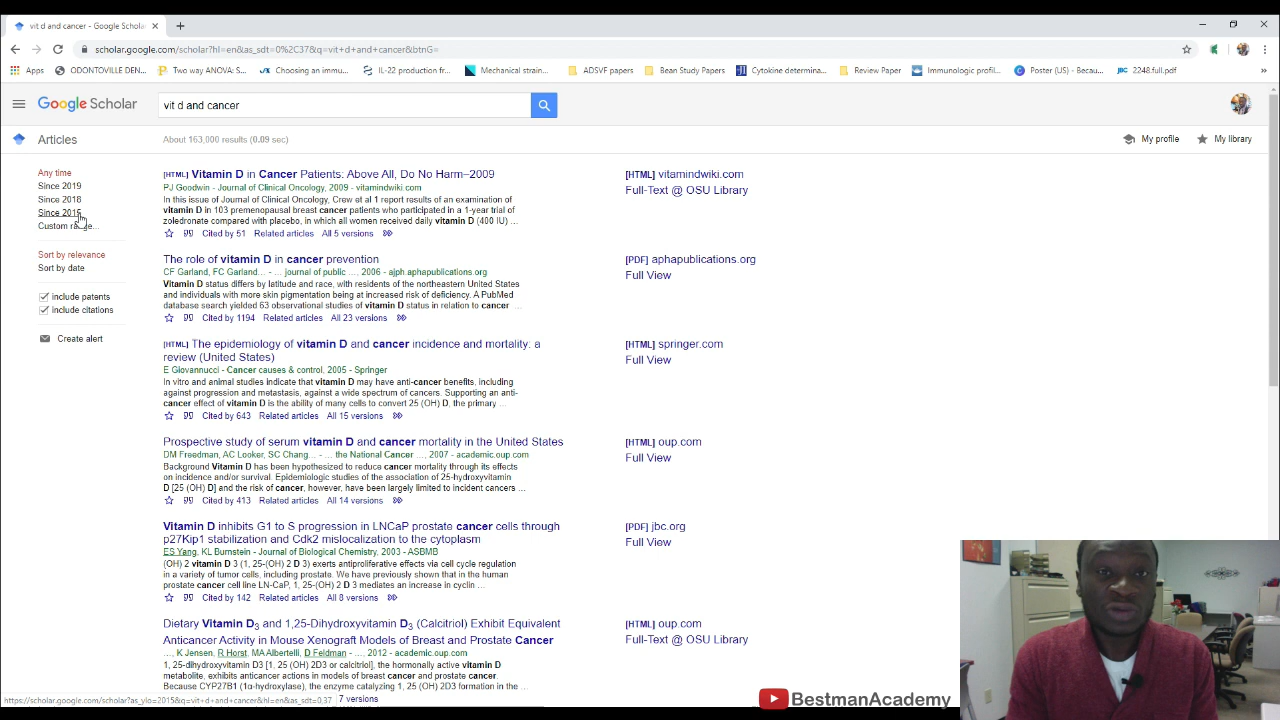 vit d and cancer - Google Schola
scholar.google.com/scholar?hl=en&as_sdt=0%2C37&q=vit+d+and+cancer&btnG=
Apps
ODONTOVILLE DEN...
Two way ANOVA: S...
Choosing an immu...
IL-22 production fr...
Mechanical strain...
ADSVF papers
Bean Study Papers
Cytokine determina...
Review Paper
Immunologic profil...
Poster (US) - (Becau...
JBC 2248.full.pdf
Google Scholar
vit d and cancer
Articles
About 163,000 results (0.09 sec)
My profile
My library
Any time
Since 2019
Since 2018
Since 2015
Custom range...
Sort by relevance
Sort by date
include patents
include citations
Create alert
[HTML] Vitamin D in Cancer Patients: Above All, Do No Harm–2009
PJ Goodwin - Journal of Clinical Oncology, 2009 - vitamindwiki.com
In this issue of Journal of Clinical Oncology, Crew et al 1 report results of an examination of
vitamin D in 103 premenopausal breast cancer patients who participated in a 1-year trial of
zoledronate compared with placebo, in which all women received daily vitamin D (400 IU) ...
Cited by 51 Related articles All 5 versions
[HTML] vitamindwiki.com
Full-Text @ OSU Library
The role of vitamin D in cancer prevention
CF Garland, FC Garland... - ... journal of public ..., 2006 - ajph.aphapublications.org
Vitamin D status differs by latitude and race, with residents of the northeastern United States
and individuals with more skin pigmentation being at increased risk of deficiency. A PubMed
database search yielded 63 observational studies of vitamin D status in relation to cancer ...
Cited by 1194 Related articles All 23 versions
[PDF] aphapublications.org
Full View
[HTML] The epidemiology of vitamin D and cancer incidence and mortality: a
review (United States)
E Giovannucci - Cancer causes & control, 2005 - Springer
In vitro and animal studies indicate that vitamin D may have anti-cancer benefits, including
against progression and metastasis, against a wide spectrum of cancers. Supporting an anti-
cancer effect of vitamin D is the ability of many cells to convert 25 (OH) D, the primary ...
Cited by 643 Related articles All 15 versions
[HTML] springer.com
Full View
Prospective study of serum vitamin D and cancer mortality in the United States
DM Freedman, AC Looker, SC Chang... - ... the National Cancer ..., 2007 - academic.oup.com
Background Vitamin D has been hypothesized to reduce cancer mortality through its effects
on incidence and/or survival. Epidemiologic studies of the association of 25-hydroxyvitamin
D [25 (OH) D] and the risk of cancer, however, have been largely limited to incident cancers ...
Cited by 413 Related articles All 14 versions
[HTML] oup.com
Full View
Vitamin D inhibits G1 to S progression in LNCaP prostate cancer cells through
p27Kip1 stabilization and Cdk2 mislocalization to the cytoplasm
ES Yang, KL Burnstein - Journal of Biological Chemistry, 2003 - ASBMB
(OH) 2 vitamin D 3 (1, 25-(OH) 2 D 3) exerts antiproliferative effects via cell cycle regulation
in a variety of tumor cells, including prostate. We have previously shown that in the human
prostate cancer cell line LN-CaP, 1, 25-(OH) 2 D 3 mediates an increase in cyclin ...
Cited by 142 Related articles All 8 versions
[PDF] jbc.org
Full View
Dietary Vitamin D3 and 1,25-Dihydroxyvitamin D3 (Calcitriol) Exhibit Equivalent
Anticancer Activity in Mouse Xenograft Models of Breast and Prostate Cancer
..., K Jensen, R Horst, MA Albertelli, D Feldman - ..., 2012 - academic.oup.com
1, 25-dihydroxyvitamin D3 [1, 25 (OH) 2D3 or calcitriol], the hormonally active vitamin D
metabolite, exhibits anticancer actions in models of breast cancer and prostate cancer.
Because CYP27B1 (1α-hydroxylase), the enzyme catalyzing 1, 25 (OH) 2D3 formation in the ...
7 versions
[HTML] oup.com
Full-Text @ OSU Library
https://scholar.google.com/scholar?as_ylo=2015&q=vit+d+and+cancer&hl=en&as_sdt=0,37
BestmanAcademy